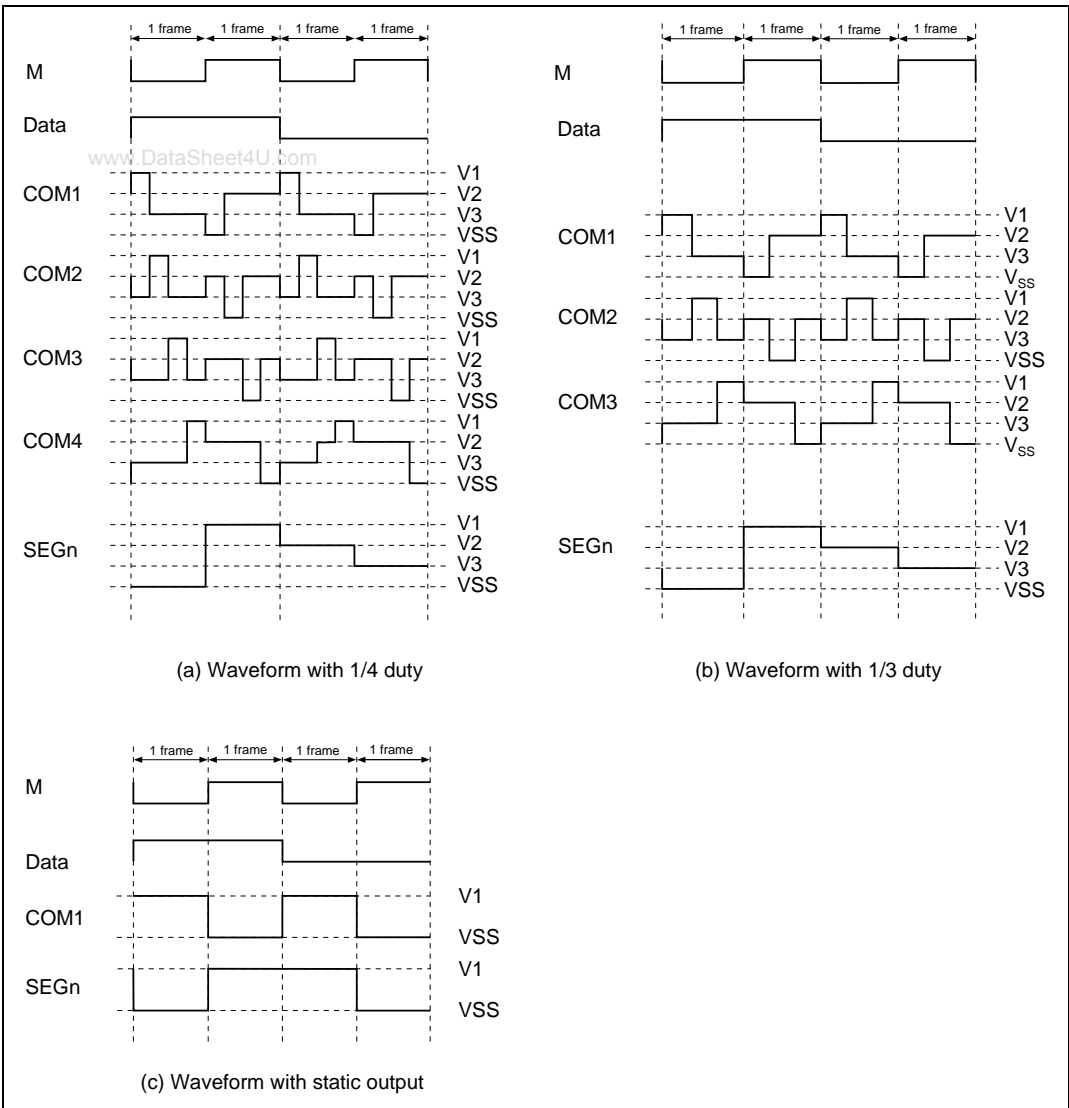 1 frame 1 frame 1 frame 1 frame
M
Data
www.DataSheet4U.com
COM1
V1
V2
V3
VSS
COM2
V1
V2
V3
VSS
COM3
V1
V2
V3
VSS
COM4
V1
V2
V3
VSS
SEGn
V1
V2
V3
VSS
(a) Waveform with 1/4 duty
1 frame 1 frame 1 frame 1 frame
M
Data
COM1
V1
V2
V3
VSS
COM2
V1
V2
V3
VSS
COM3
V1
V2
V3
VSS
SEGn
V1
V2
V3
VSS
(b) Waveform with 1/3 duty
1 frame 1 frame 1 frame 1 frame
M
Data
COM1
V1
VSS
SEGn
V1
VSS
(c) Waveform with static output